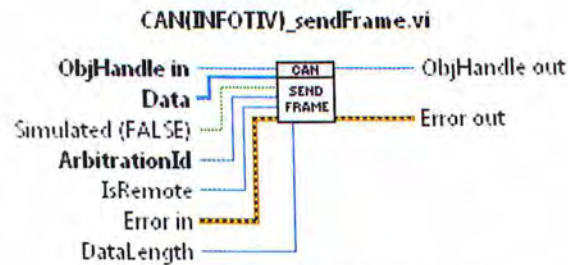 CAN(INFOTIV)_sendFrame.vi
ObjHandle in
CAN
ObjHandle out
Data
SEND
FRAME
Simulated (FALSE)
Error out
ArbitrationId
IsRemote
Error in
DataLength